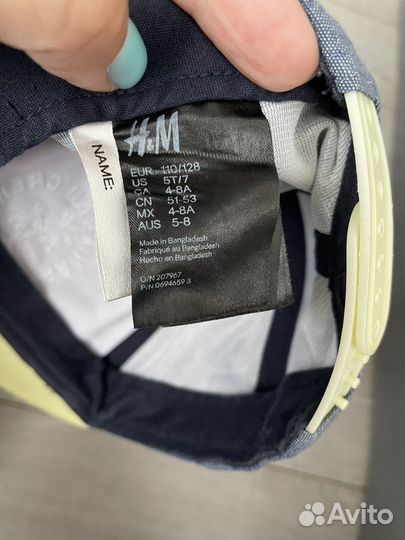 NAME:
H&M
EUR 110/128
US 5T/7
CA 4-8A
CN 51-53
MX 4-8A
AUS 5-8
Made in Bangladesh
Fabriqué au Bangladesh
Hecho en Bangladesh
O/N 207967
P/N 0694659 3
Avito